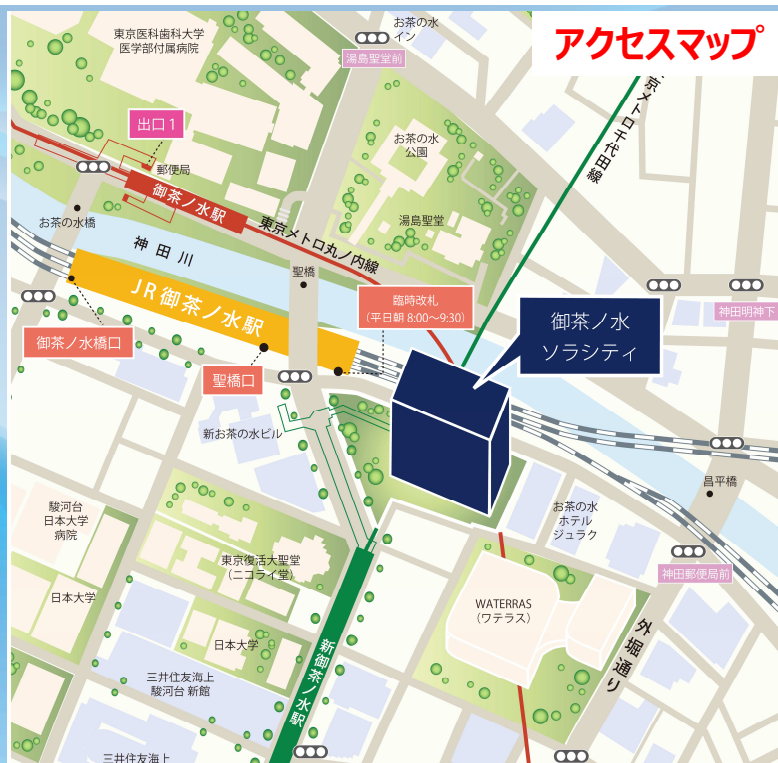 アクセスマップ
東京医科歯科大学
医学部付属病院
お茶の水
イン
湯島聖堂前
東京メトロ千代田線
出口1
郵便局
御茶ノ水駅
お茶の水
公園
湯島聖堂
お茶の水橋
神田川
東京メトロ丸ノ内線
聖橋
JR御茶ノ水駅
臨時改札
(平日朝 8:00～9:30)
御茶ノ水
ソラシティ
神田明神下
御茶ノ水橋口
聖橋口
新お茶の水ビル
昌平橋
駿河台
日本大学
病院
お茶の水
ホテル
ジュラク
東京復活大聖堂
(ニコライ堂)
神田郵便局前
日本大学
WATERRAS
(ワテラス)
外堀通り
日本大学
新御茶ノ水駅
三井住友海上
駿河台 新館
三井住友海上